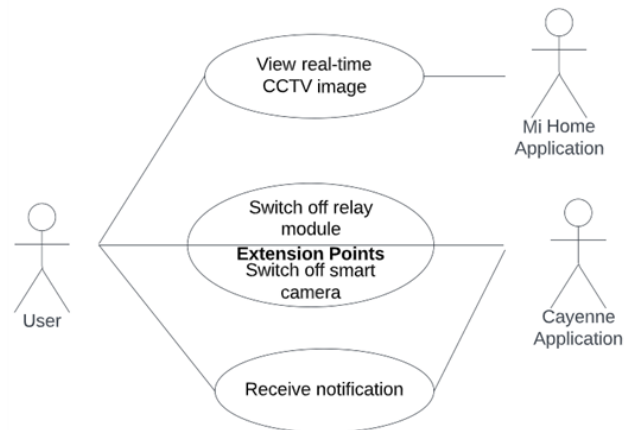 View real-time
CCTV image
Mi Home
Application
Switch off relay
module
Extension Points
Switch off smart
camera
User
Cayenne
Application
Receive notification